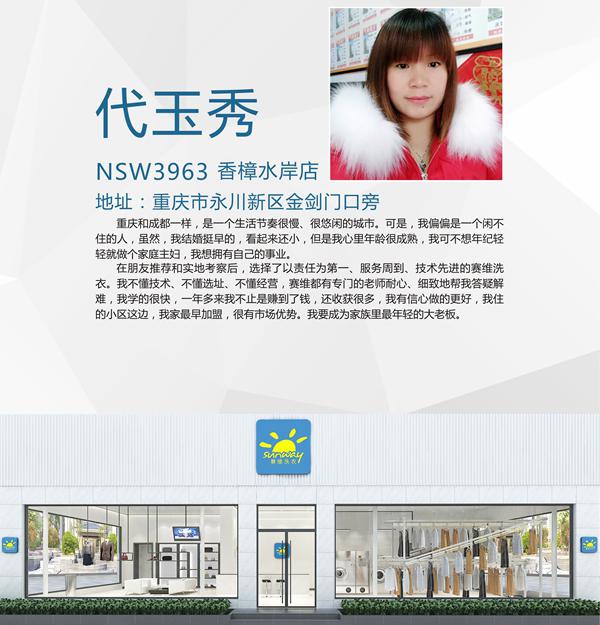 代玉秀
NSW3963 香樟水岸店
地址：重庆市永川新区金剑门口旁
重庆和成都一样，是一个生活节奏很慢、很悠闲的城市。可是，我偏偏是一个闲不
住的人，虽然，我结婚挺早的，看起来还小，但是我心里年龄很成熟，我可不想年纪轻
轻就做个家庭主妇，我想拥有自己的事业。
在朋友推荐和实地考察后，选择了以责任为第一、服务周到、技术先进的赛维洗
衣。我不懂技术、不懂选址、不懂经营，赛维都有专门的老师耐心、细致地帮我答疑解
难，我学的很快，一年多来我不止是赚到了钱，还收获很多，我有信心做的更好，我住
的小区这边，我家最早加盟，很有市场优势。我要成为家族里最年轻的大老板。
sunway
赛维洗衣